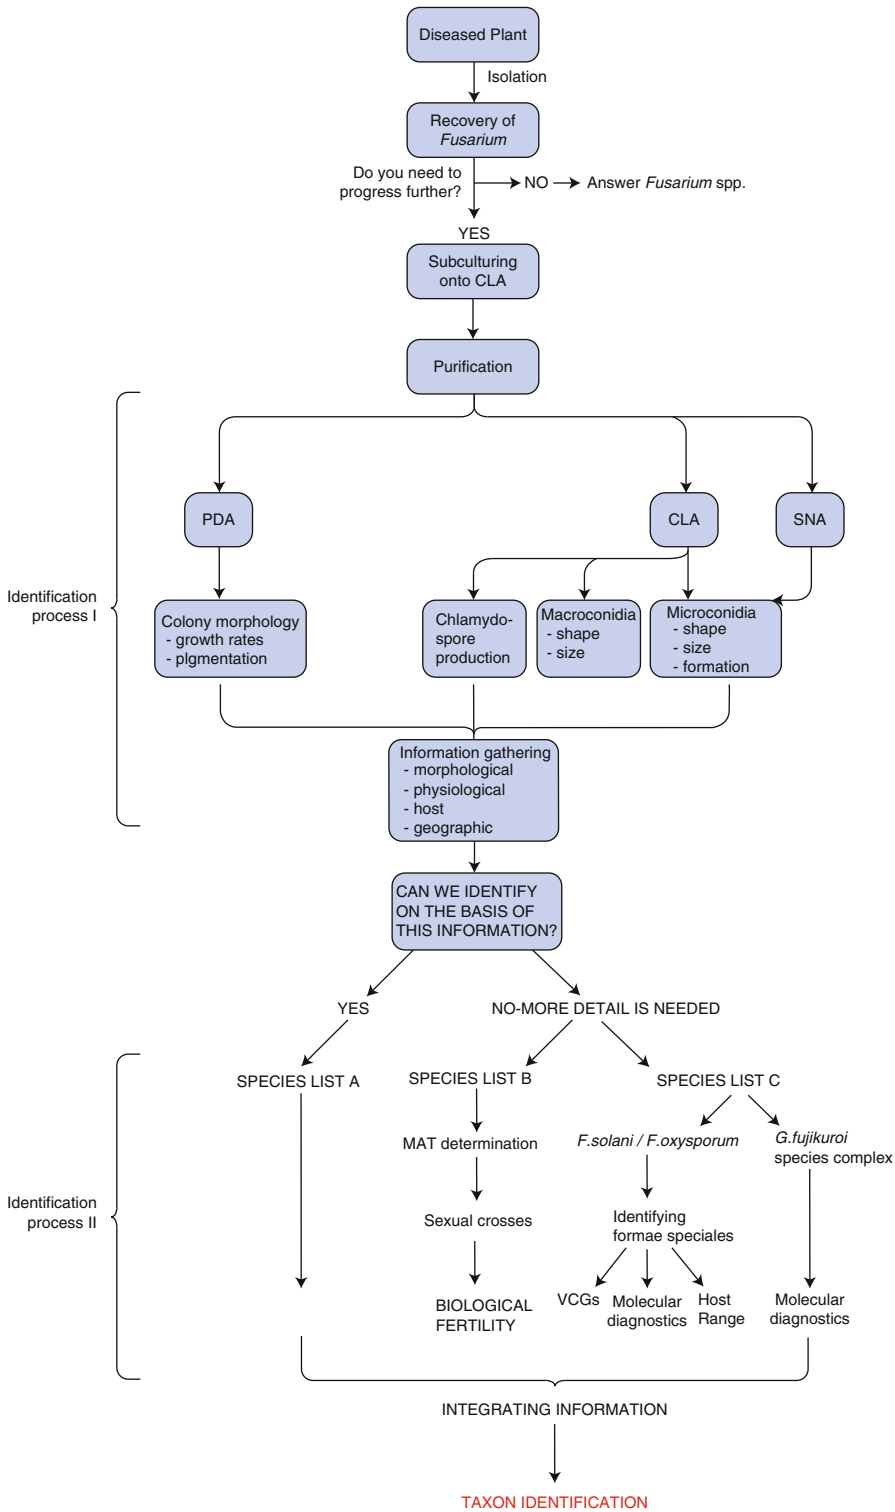 Diseased Plant
Isolation
Recovery of
Fusarium
Do you need to
progress further?
NO
Answer Fusarium spp.
YES
Subculturing
onto CLA
Purification
Identification
process I
PDA
CLA
SNA
Colony morphology
- growth rates
- pIgmentation
Chlamydo-
spore
production
Macroconidia
- shape
- size
Microconidia
- shape
- size
- formation
Information gathering
- morphological
- physiological
- host
- geographic
CAN WE IDENTIFY
ON THE BASIS OF
THIS INFORMATION?
YES
NO-MORE DETAIL IS NEEDED
Identification
process II
SPECIES LIST A
SPECIES LIST B
SPECIES LIST C
MAT determination
F.solani / F.oxysporum
G.fujikuroi
species complex
Sexual crosses
Identifying
formae speciales
BIOLOGICAL
FERTILITY
VCGs
Molecular
diagnostics
Host
Range
Molecular
diagnostics
INTEGRATING INFORMATION
TAXON IDENTIFICATION